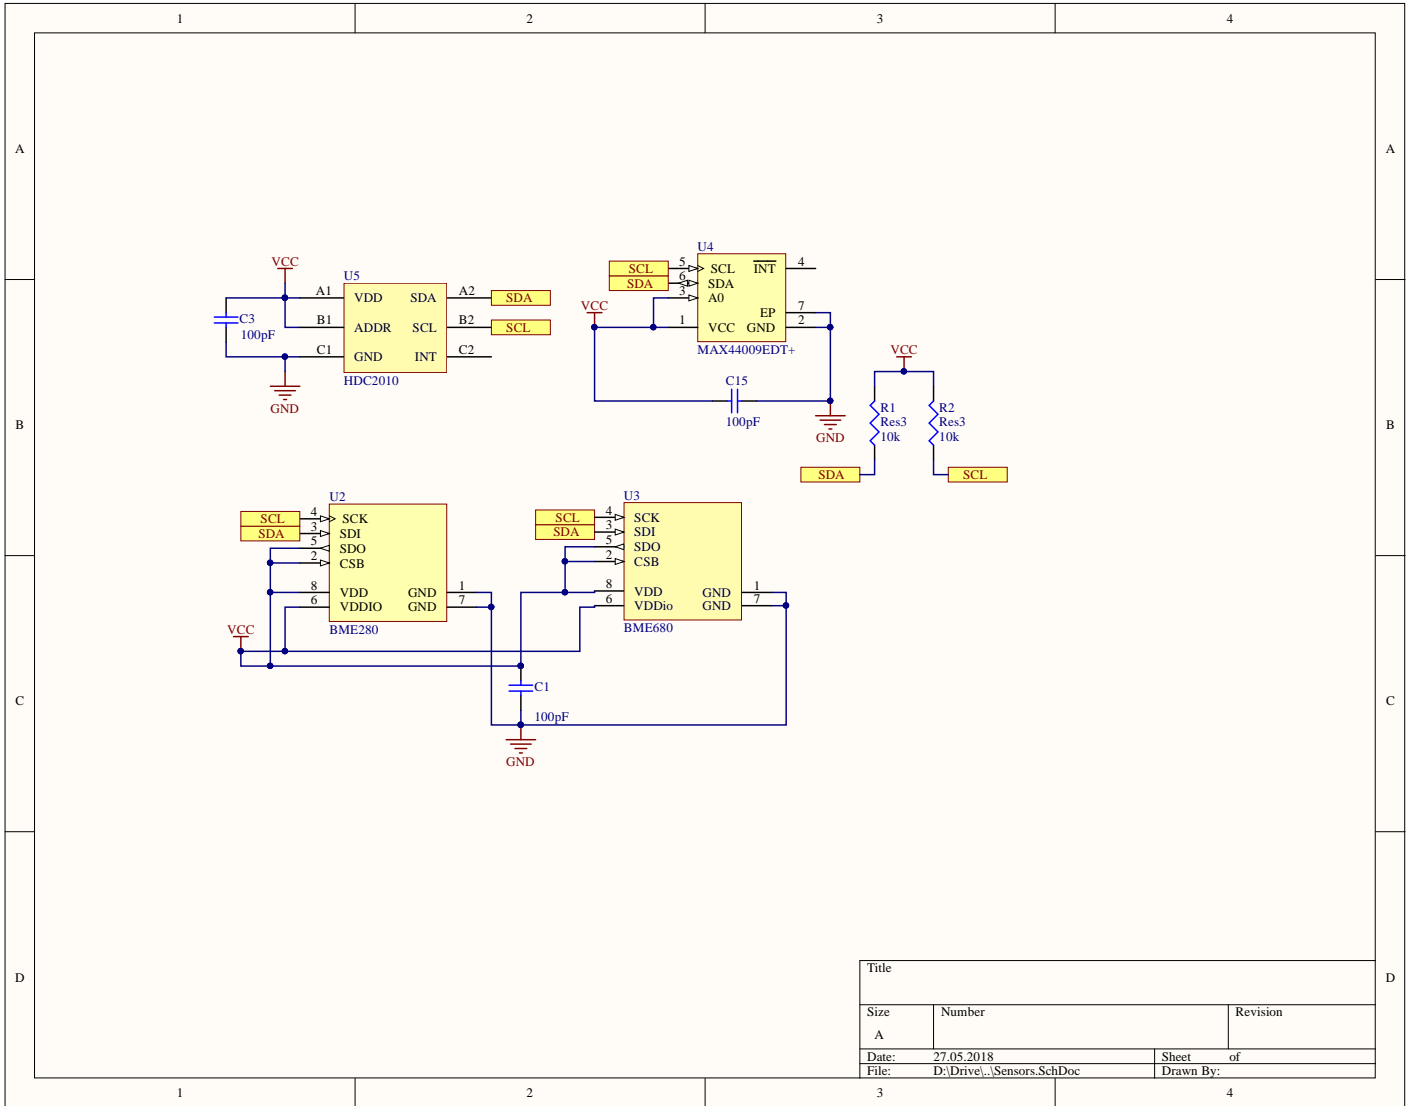 1 2 3 4
A A
B B
C C
D D
VCC
U5
A1 VDD SDA A2 SDA
B1 ADDR SCL B2 SCL
C1 GND INT C2
HDC2010
C3
100pF
GND
U4
SCL 5 SCL INT 4
SDA 6 SDA
3 A0
VCC
EP 7
1 VCC GND 2
MAX44009EDT+
C15
100pF
GND
VCC
R1 R2
Res3 Res3
10k 10k
SDA SCL
U2
SCL 4 SCK
SDA 3 SDI
5 SDO
2 CSB
8 VDD GND 1
6 VDDIO GND 7
BME280
VCC
U3
SCL 4 SCK
SDA 3 SDI
5 SDO
2 CSB
8 VDD GND 1
6 VDDio GND 7
BME680
C1
100pF
GND
Title
Size Number Revision
A
Date: 27.05.2018 Sheet of
File: D:\Drive\..\Sensors.SchDoc Drawn By:
1 2 3 4